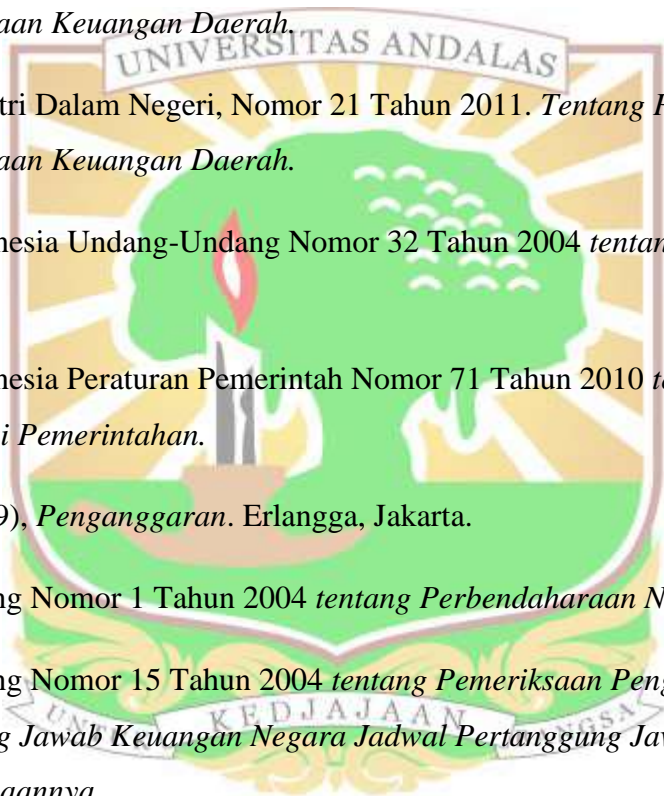 aan Keuangan Daerah.
UNIVERSITAS ANDALAS
tri Dalam Negeri, Nomor 21 Tahun 2011. Tentang P
aan Keuangan Daerah.
nesia Undang-Undang Nomor 32 Tahun 2004 tentan
nesia Peraturan Pemerintah Nomor 71 Tahun 2010 t
i Pemerintahan.
9), Penganggaran. Erlangga, Jakarta.
ng Nomor 1 Tahun 2004 tentang Perbendaharaan N
ng Nomor 15 Tahun 2004 tentang Pemeriksaan Peng
g Jawab Keuangan Negara Jadwal Pertanggung Jaw
KEDJAJAAN
gannya